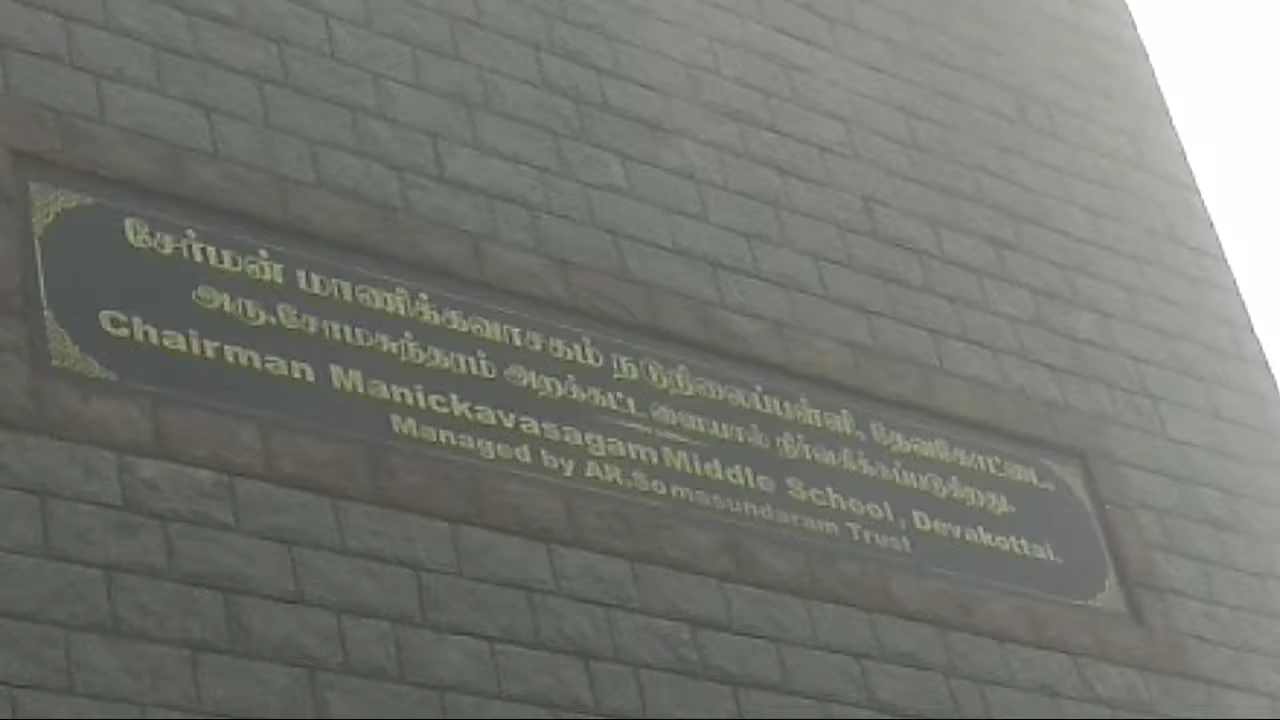 சேர்மன் மாணிக்கவாசகம் நடுநிலைப்பள்ளி, தேவகோட்டை.
அரு.சோமசுந்தரம் அறக்கட்டளையால் நிர்வகிக்கப்படுகிறது.
Chairman Manickavasagam Middle School, Devakottai.
Managed by AR.Somasundaram Trust